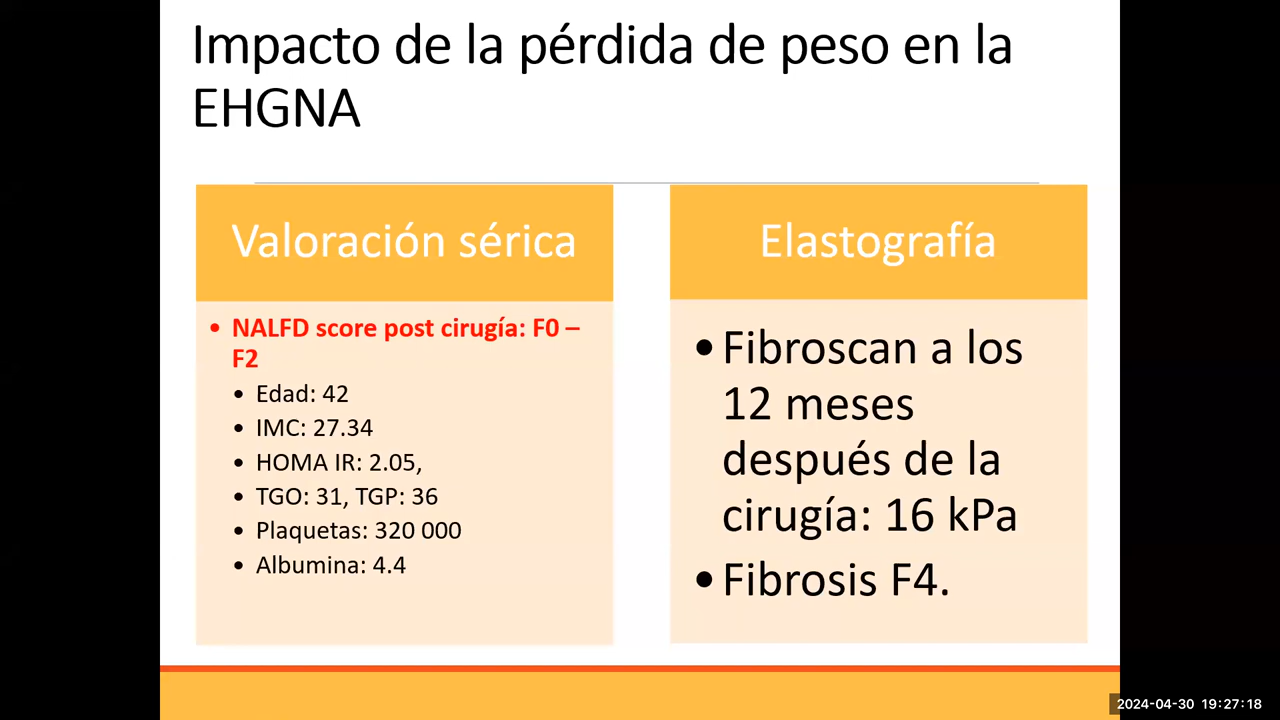 Impacto de la pérdida de peso en la
EHGNA
Valoración sérica
• NALFD score post cirugía: F0 –
F2
• Edad: 42
• IMC: 27.34
• HOMA IR: 2.05,
• TGO: 31, TGP: 36
• Plaquetas: 320 000
• Albumina: 4.4
Elastografía
• Fibroscan a los
12 meses
después de la
cirugía: 16 kPa
• Fibrosis F4.
2024-04-30 19:27:18